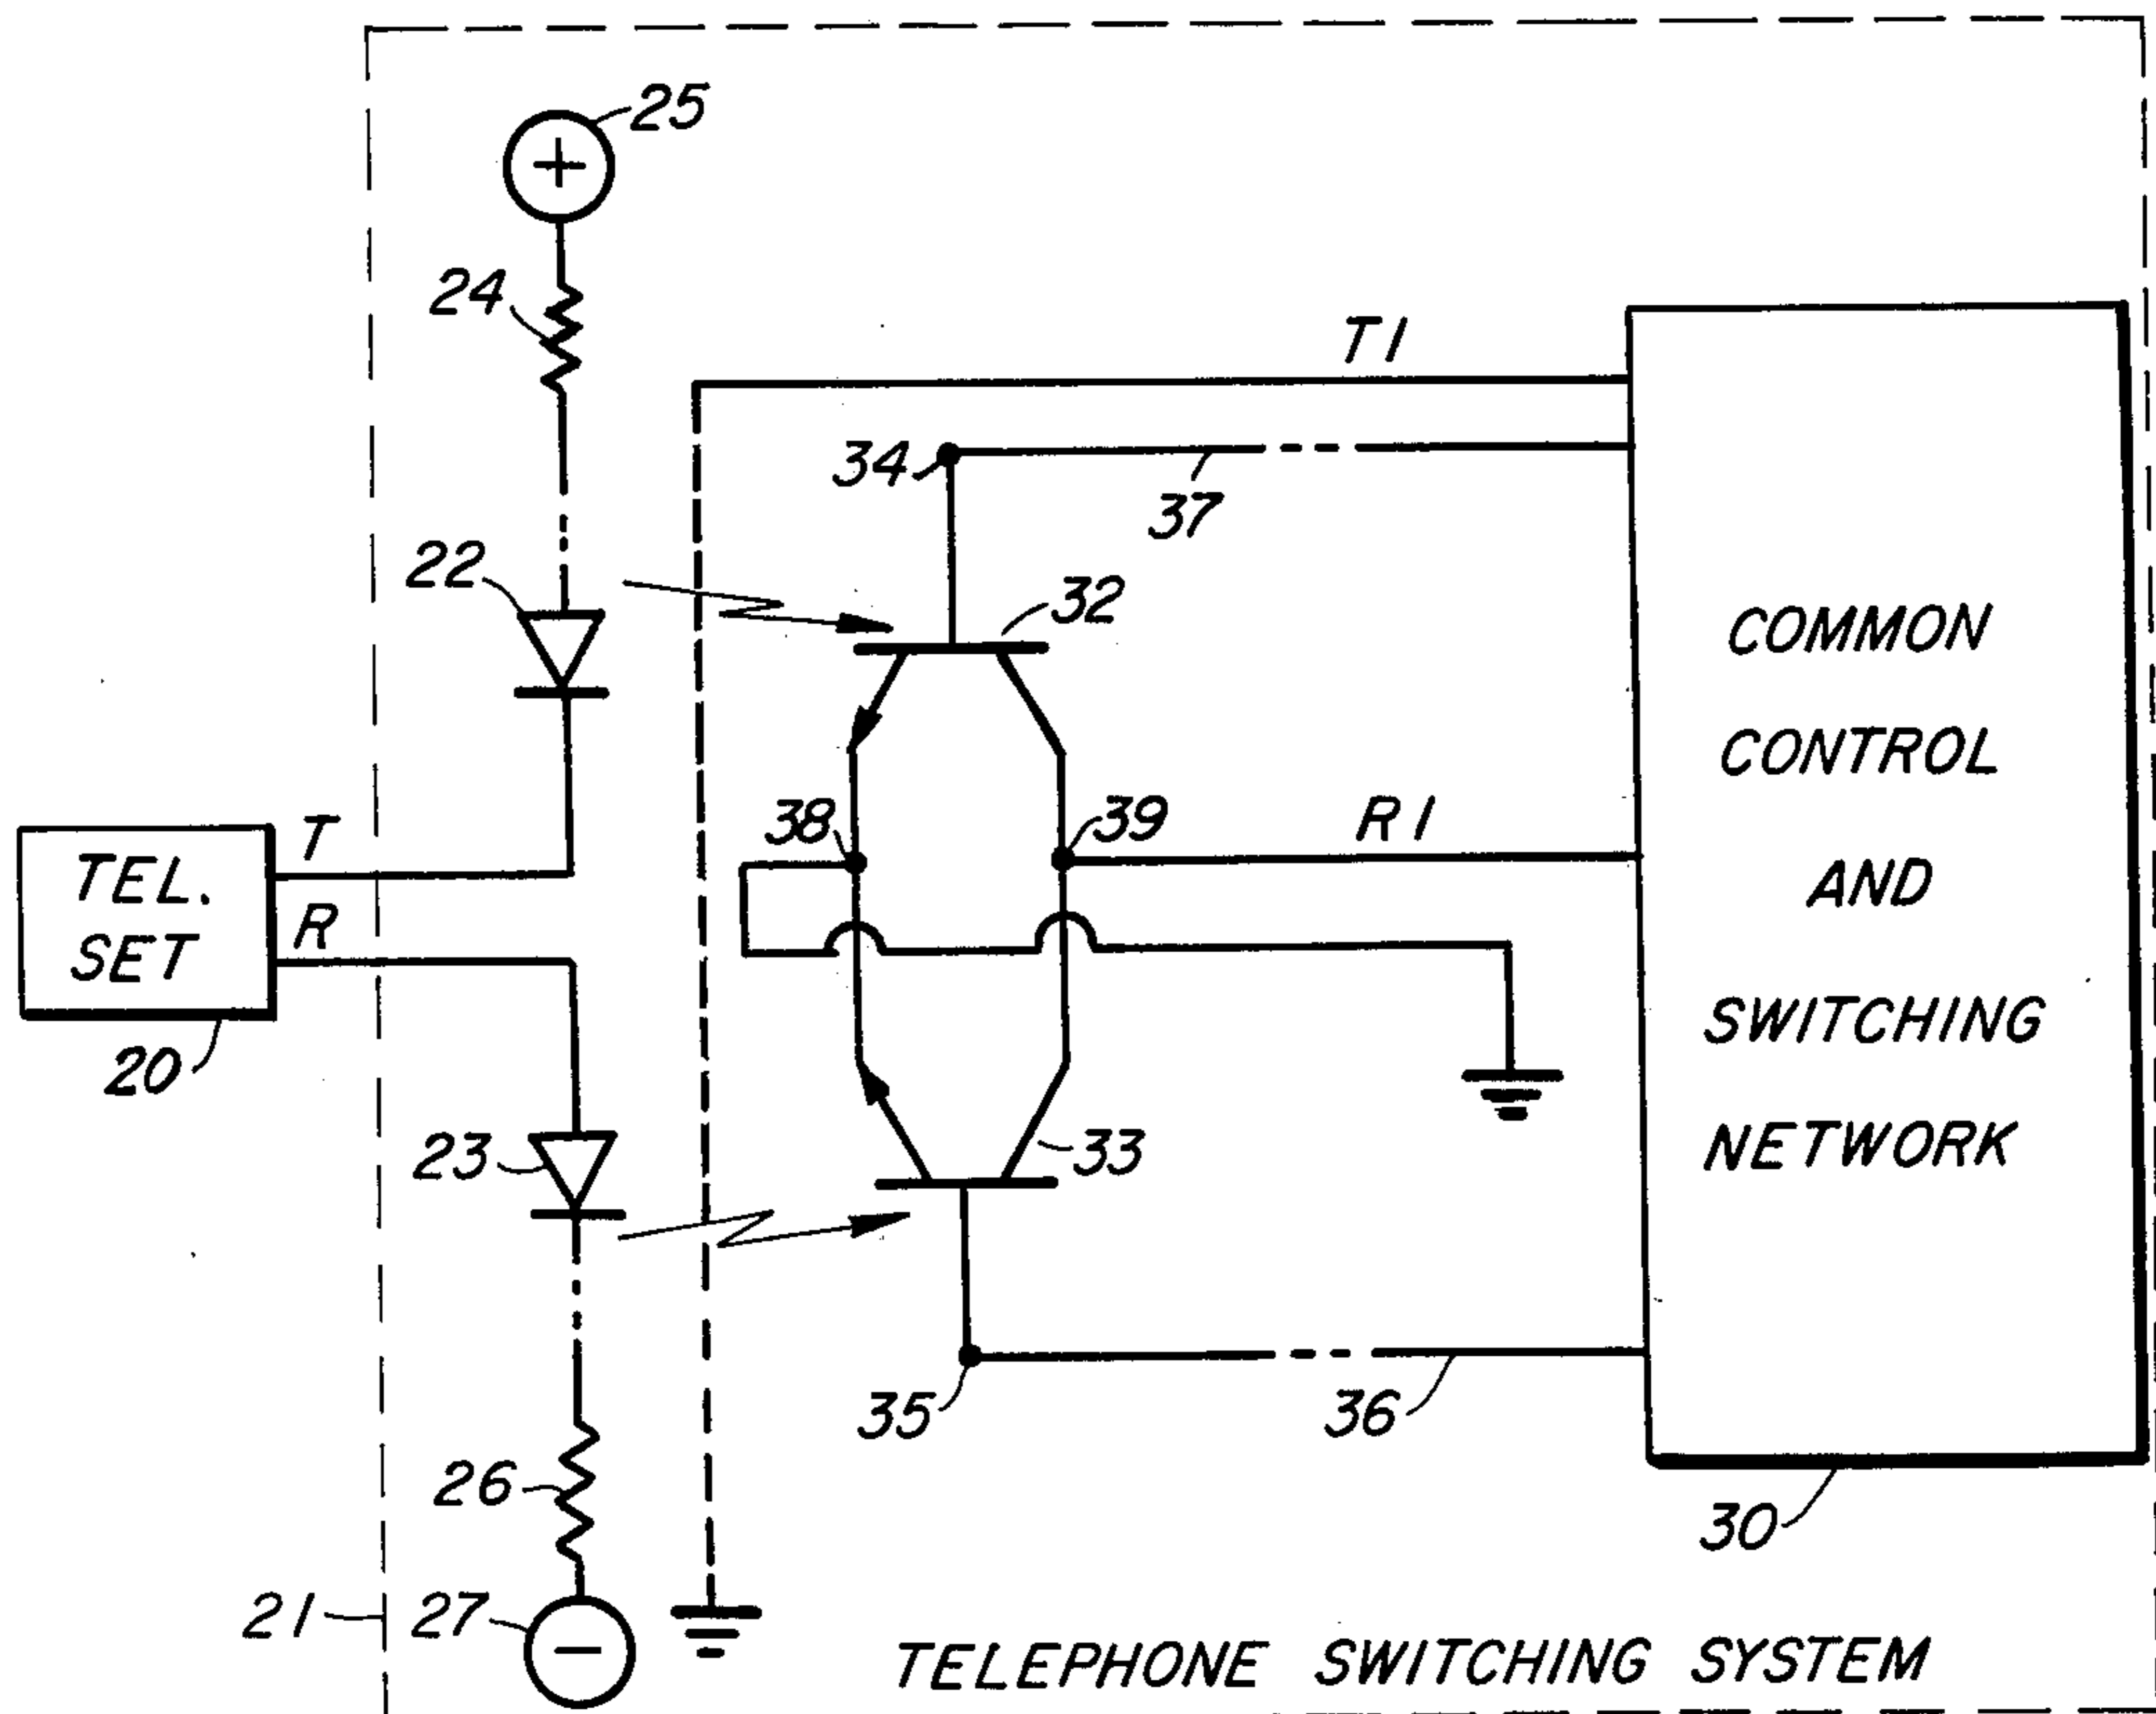 25
+
24
T1
34
37
22
32
T
38
39
R1
TEL.
SET
R
20
COMMON
CONTROL
AND
SWITCHING
NETWORK
23
33
35
36
26
30
21
27
−
TELEPHONE SWITCHING SYSTEM